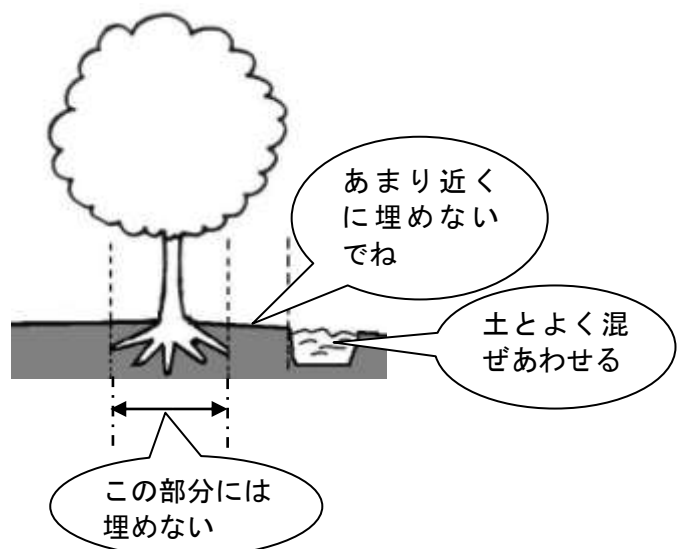 あまり近く
に埋めない
でね
土とよく混
ぜあわせる
この部分には
埋めない